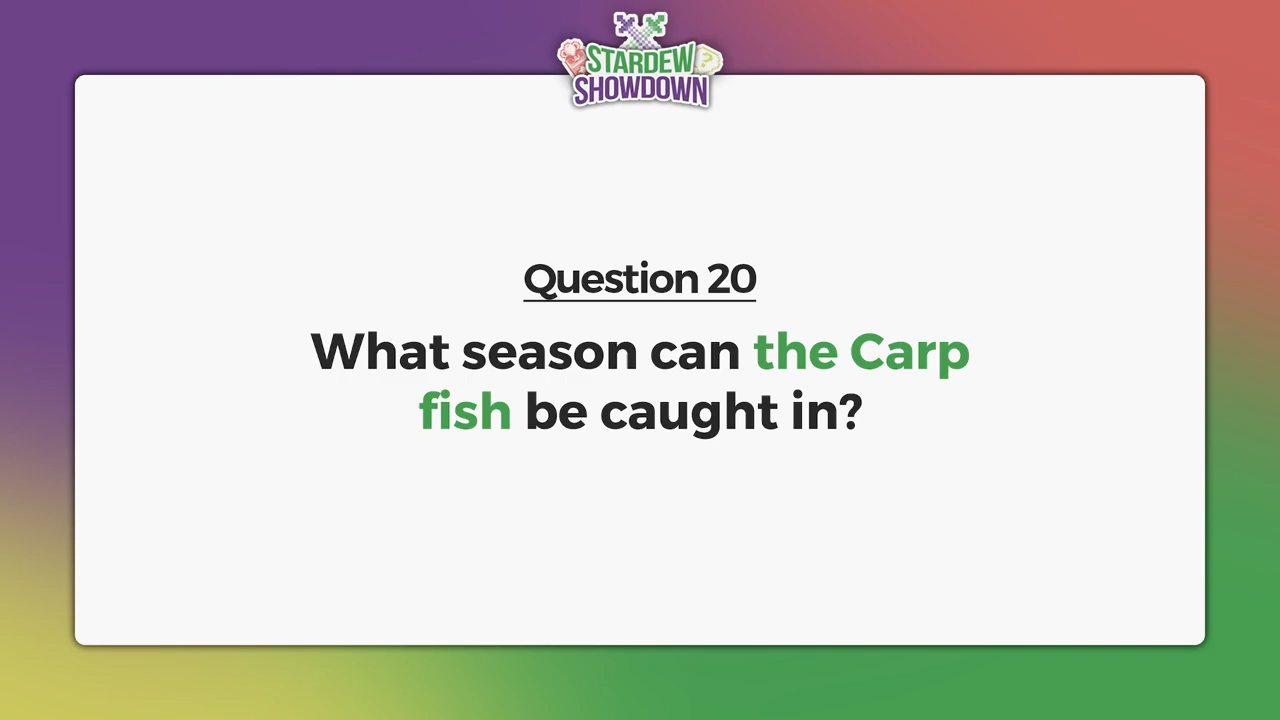 STARDEW
SHOWDOWN
Question 20
What season can the Carp
fish be caught in?